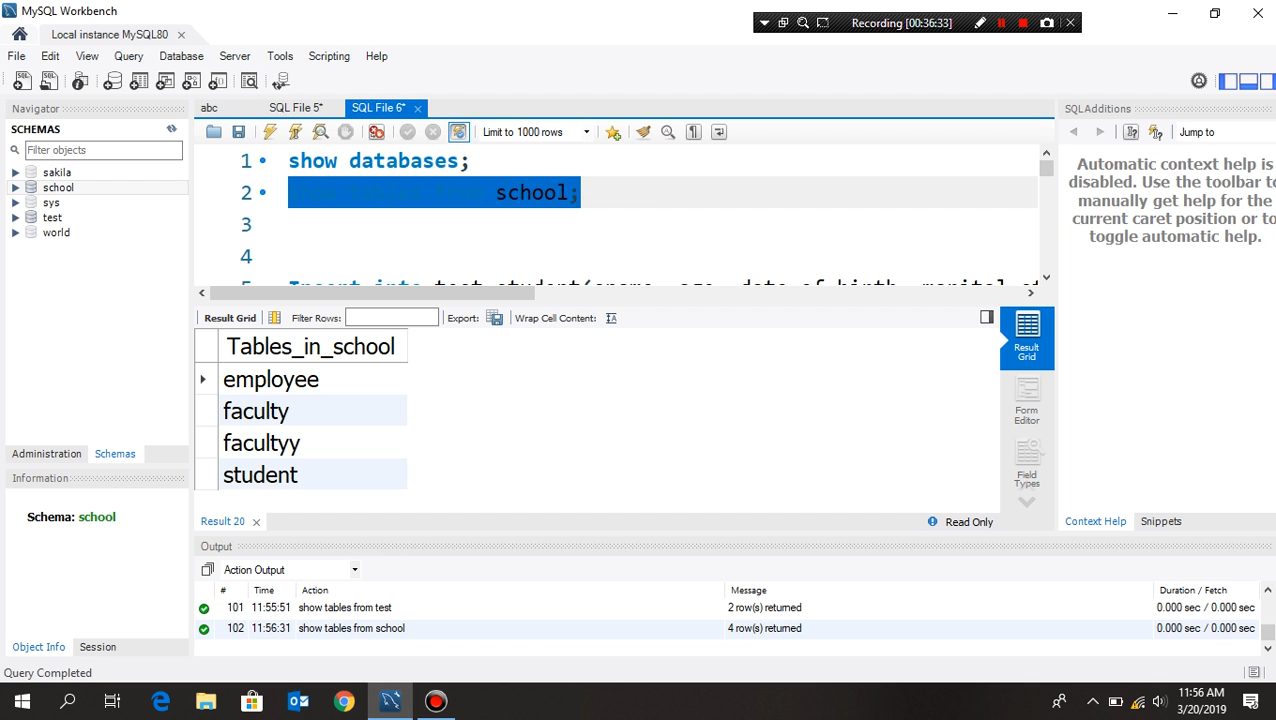 MySQL Workbench
Recording [00:36:33]
Local instance MySQL80
File Edit View Query Database Server Tools Scripting Help
Navigator
SCHEMAS
Filter objects
sakila
school
sys
test
world
Administration Schemas
Information
Schema: school
Object Info Session
abc SQL File 5* SQL File 6*
Limit to 1000 rows
1 show databases;
2 show tables from school;
3
4
5 Insert into test.student(
Result Grid Filter Rows: Export: Wrap Cell Content:
Tables_in_school
employee
faculty
facultyy
student
Result Grid
Form Editor
Field Types
Result 20 Read Only
SQLAdditions
Jump to
Automatic context help is
disabled. Use the toolbar to
manually get help for the
current caret position or to
toggle automatic help.
Context Help Snippets
Output
Action Output
# Time Action Message Duration / Fetch
101 11:55:51 show tables from test 2 row(s) returned 0.000 sec / 0.000 sec
102 11:56:31 show tables from school 4 row(s) returned 0.000 sec / 0.000 sec
Query Completed
11:56 AM
3/20/2019